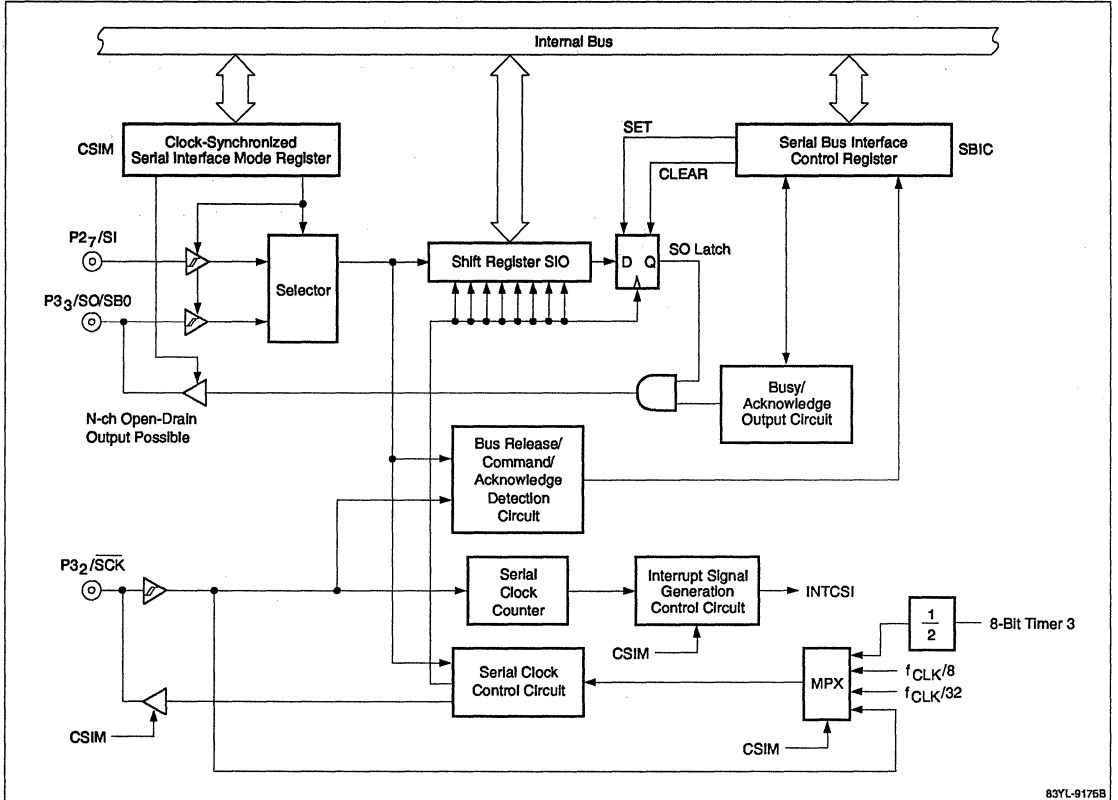 Internal Bus
CSIM
Clock-Synchronized
Serial Interface Mode Register
SET
CLEAR
Serial Bus Interface
Control Register
SBIC
P27/SI
P33/SO/SB0
Selector
Shift Register SIO
D Q
SO Latch
N-ch Open-Drain
Output Possible
Busy/
Acknowledge
Output Circuit
Bus Release/
Command/
Acknowledge
Detection
Circuit
P32/S̅C̅K̅
Serial
Clock
Counter
Interrupt Signal
Generation
Control Circuit
INTCSI
CSIM
1
2
8-Bit Timer 3
fCLK/8
fCLK/32
MPX
Serial Clock
Control Circuit
CSIM
CSIM
83YL-9175B